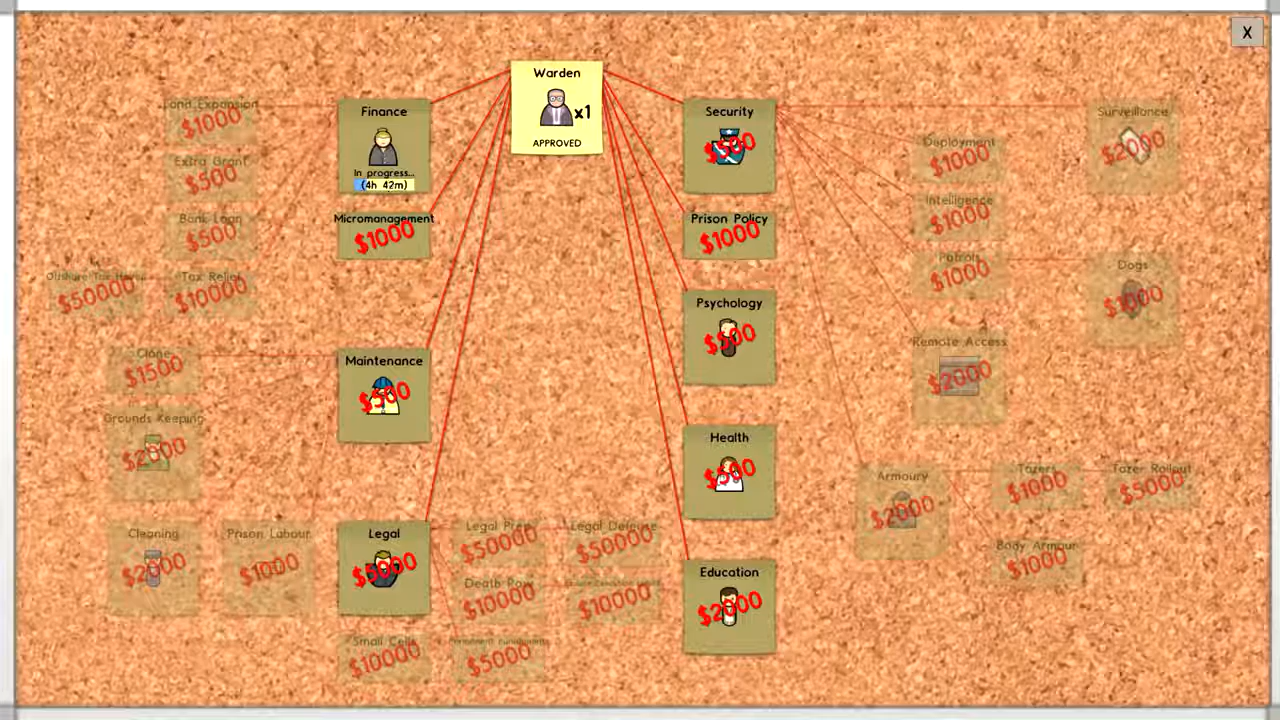 X
Warden
x1
APPROVED
Finance
In progress...
(4h 42m)
Micromanagement
$1000
Maintenance
$500
Legal
$5000
Security
$500
Prison Policy
$1000
Psychology
$500
Health
$500
Education
$2000
Land Expansion
$1000
Extra Grant
$500
Bank Loan
$500
Offshore Tax Haven
$50000
Tax Relief
$10000
Clone
$1500
Grounds Keeping
$2000
Cleaning
$2000
Prison Labour
$1000
Legal Prep
$50000
Legal Defense
$50000
Death Row
$10000
$10000
Small Cells
$10000
$5000
Deployment
$1000
Intelligence
$1000
Patrols
$1000
Remote Access
$2000
Surveillance
$2000
Dogs
$1000
Armoury
$2000
Tazers
$1000
Tazer Rollout
$5000
Body Armour
$1000